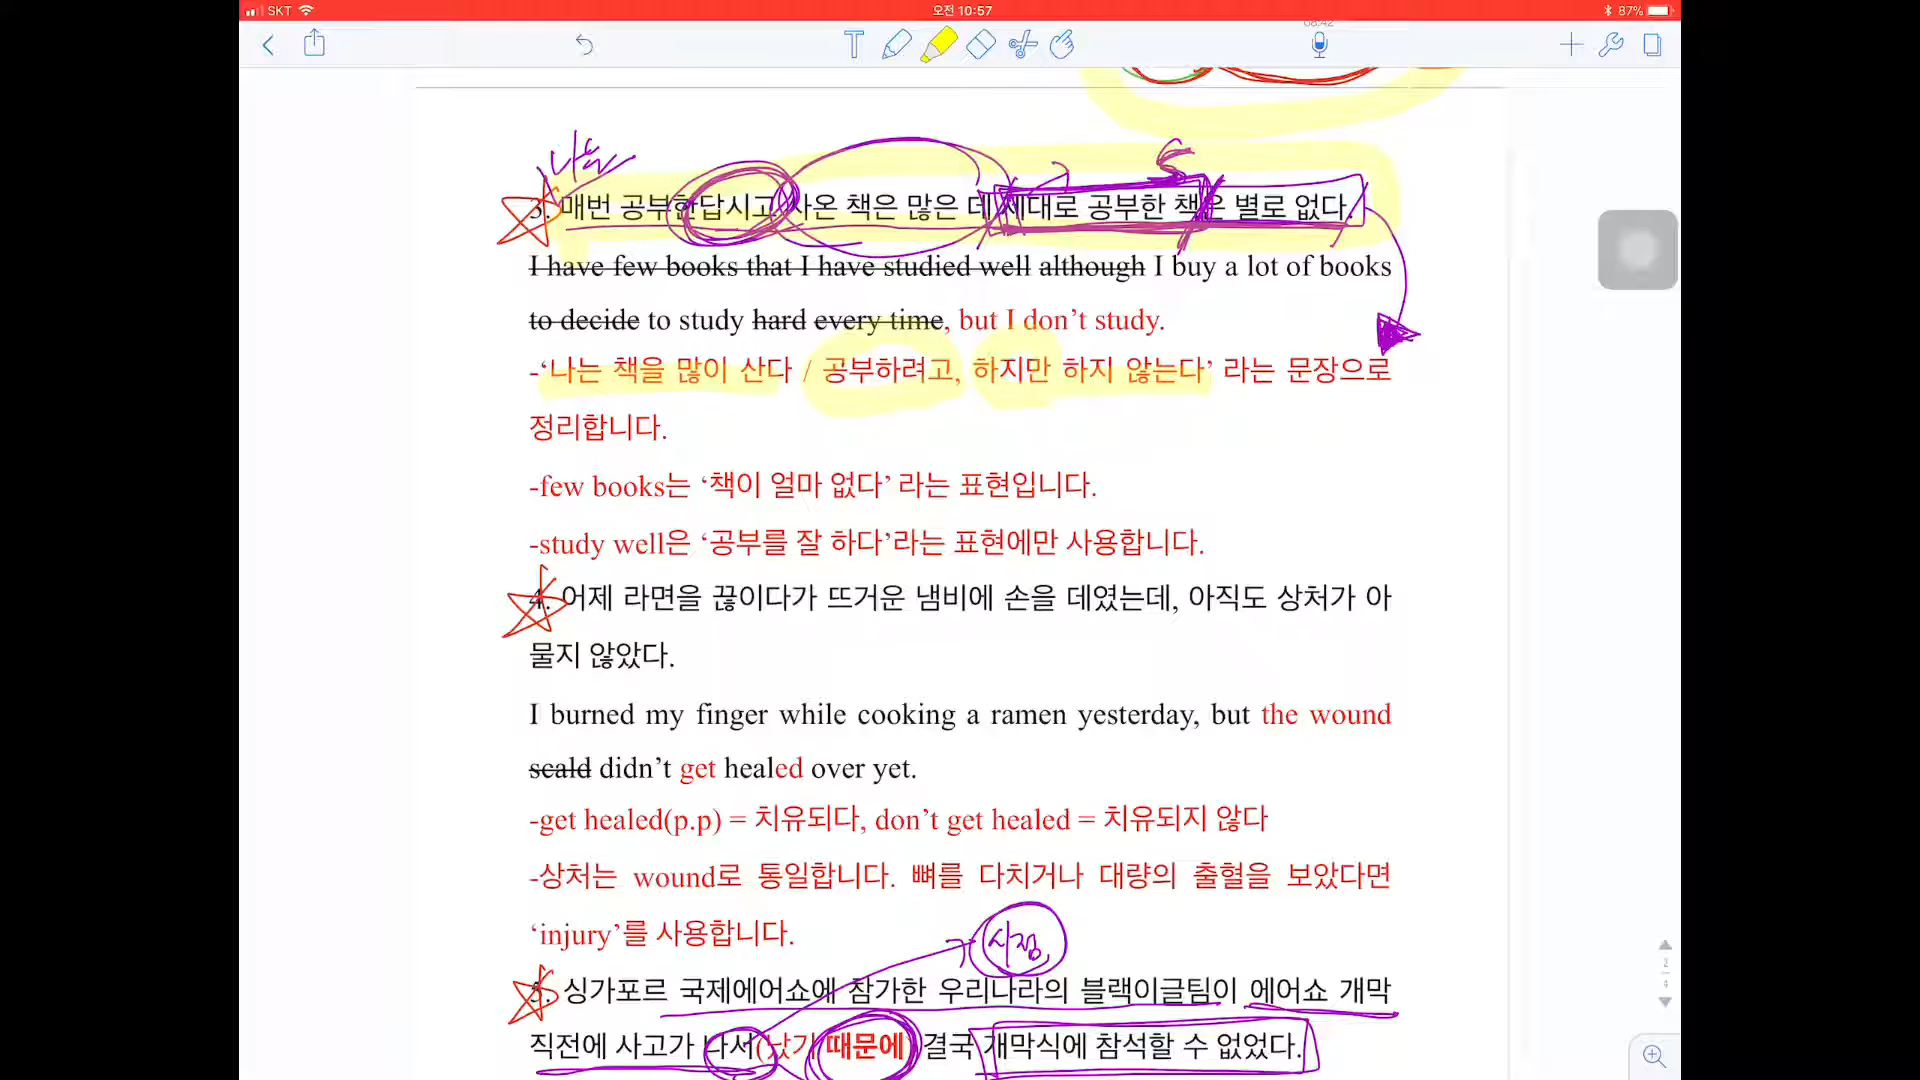 SKT 오전 10:57 87%
08:42
나는
3. 매번 공부한답시고 사온 책은 많은 데 제대로 공부한 책은 별로 없다.
I have few books that I have studied well although I buy a lot of books
to decide to study hard every time, but I don’t study.
-‘나는 책을 많이 산다 / 공부하려고, 하지만 하지 않는다’ 라는 문장으로
정리합니다.
-few books는 ‘책이 얼마 없다’ 라는 표현입니다.
-study well은 ‘공부를 잘 하다’라는 표현에만 사용합니다.
4. 어제 라면을 끊이다가 뜨거운 냄비에 손을 데였는데, 아직도 상처가 아
물지 않았다.
I burned my finger while cooking a ramen yesterday, but the wound
scald didn’t get healed over yet.
-get healed(p.p) = 치유되다, don’t get healed = 치유되지 않다
-상처는 wound로 통일합니다. 뼈를 다치거나 대량의 출혈을 보았다면
‘injury’를 사용합니다.
시점
5. 싱가포르 국제에어쇼에 참가한 우리나라의 블랙이글팀이 에어쇼 개막
직전에 사고가 나서(났기 때문에) 결국 개막식에 참석할 수 없었다.
2
4